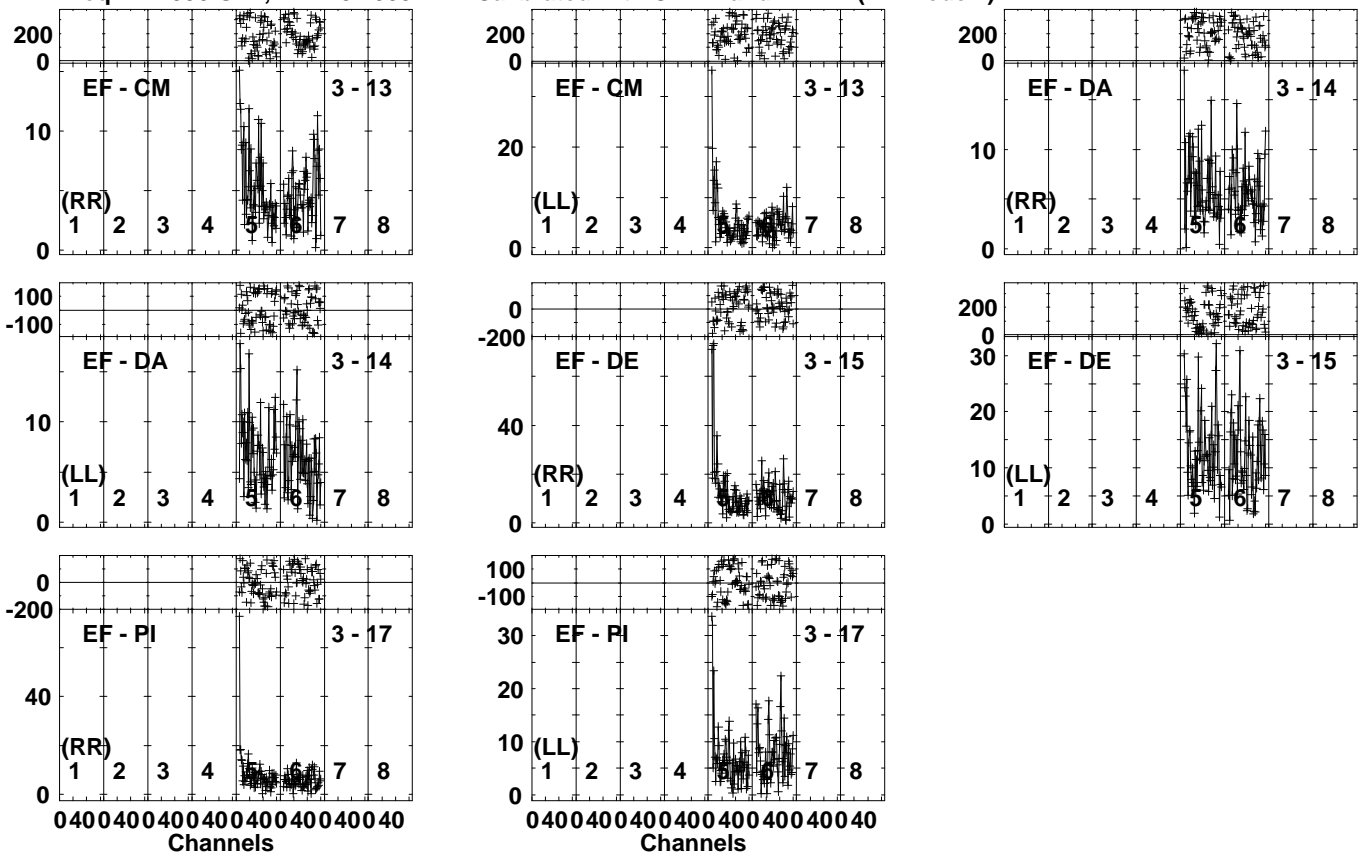 200 200 200
0 0 0
EF - CM 3 - 13 EF - CM 3 - 13 EF - DA 3 - 14
10 20 10
(RR) (LL) (RR)
1 2 3 4 5 6 7 8 1 2 3 4 5 6 7 8 1 2 3 4 5 6 7 8
0 0 0
100 0 200
-100 -200 0
EF - DA 3 - 14 EF - DE 3 - 15 EF - DE 3 - 15
30
10 40 20
10
(LL) (RR) (LL)
1 2 3 4 5 6 7 8 1 2 3 4 5 6 7 8 1 2 3 4 5 6 7 8
0 0 0
0 100
-200 -100
EF - PI 3 - 17 EF - PI 3 - 17
30
40 20
10
(RR) (LL)
1 2 3 4 5 6 7 8 1 2 3 4 5 6 7 8
0 0
0 40 0 40 0 40 0 40 0 40 0 40 0 40 0 40 0 40 0 40 0 40 0 40 0 40 0 40 0 40 0 40
Channels Channels